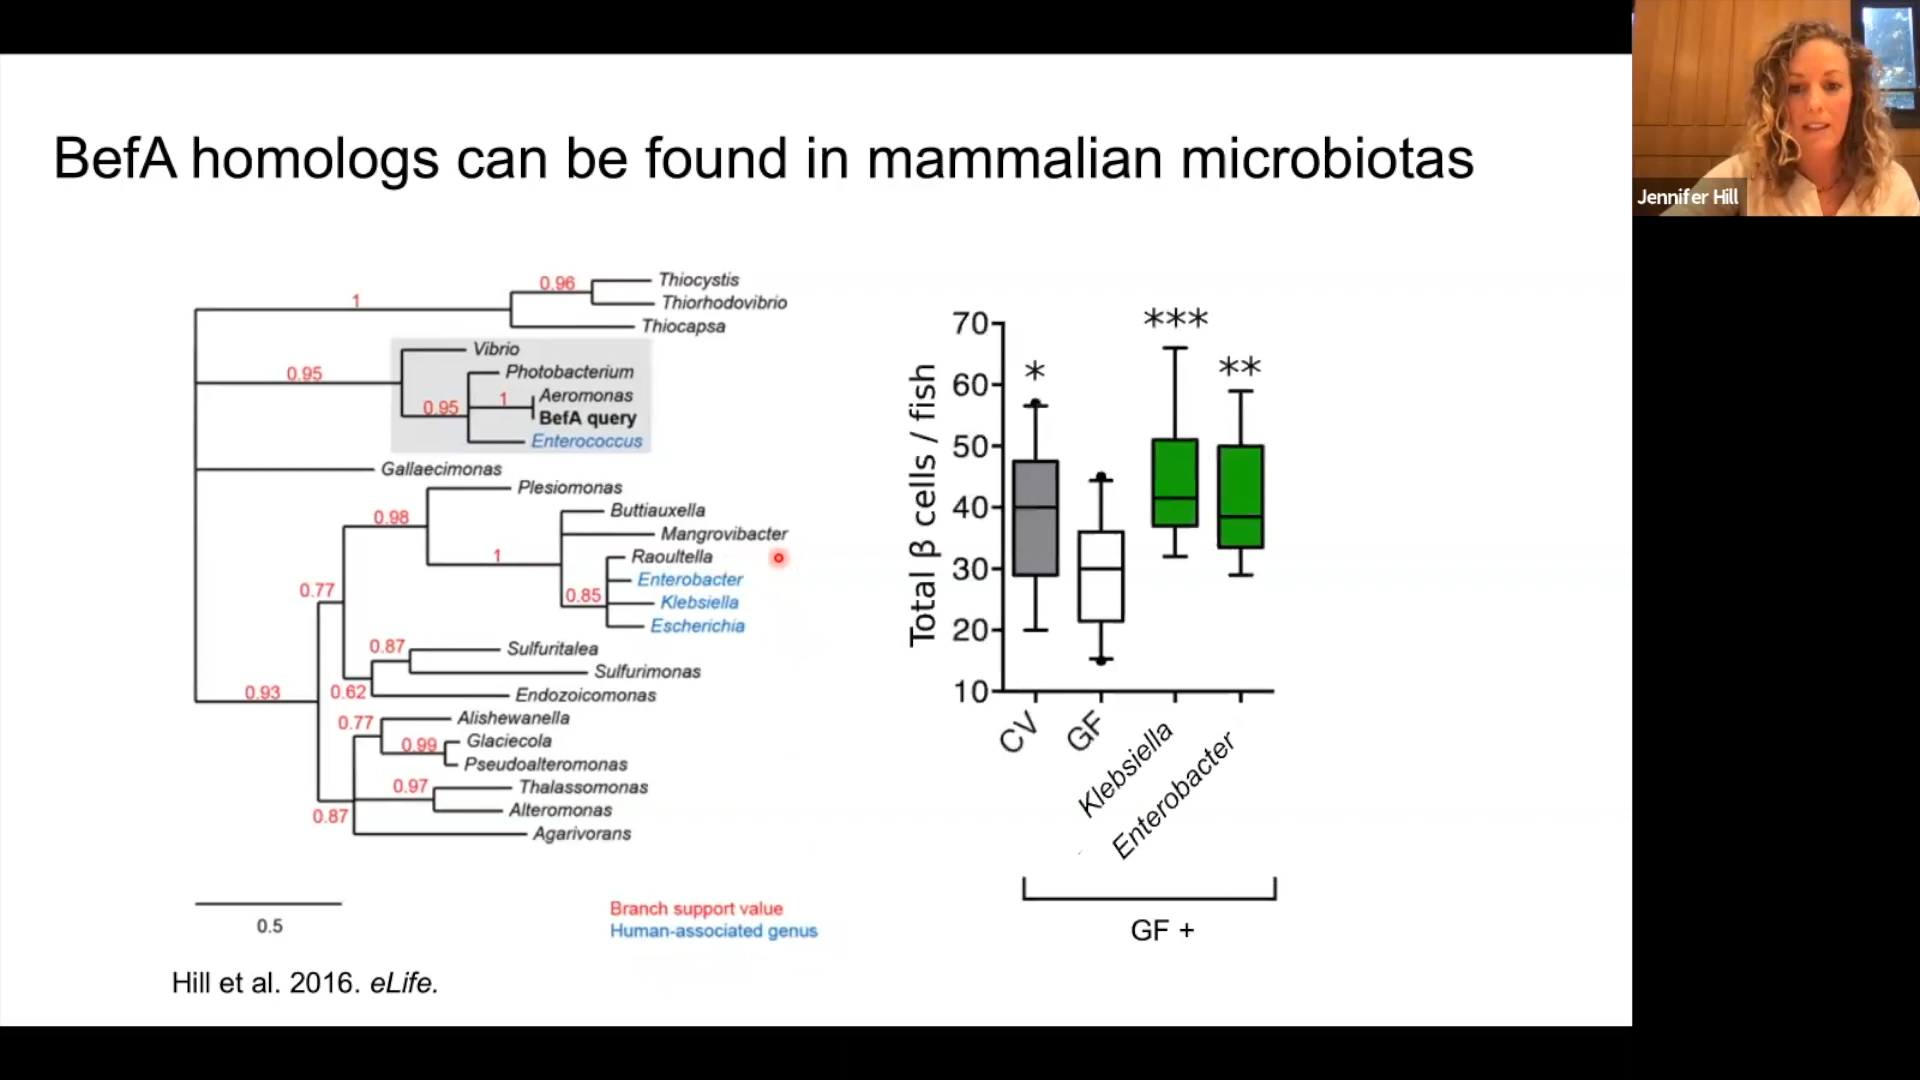 BefA homologs can be found in mammalian microbiotas
Jennifer Hill
1
0.96
Thiocystis
Thiorhodovibrio
Thiocapsa
0.95
Vibrio
Photobacterium
0.95
1
Aeromonas
BefA query
Enterococcus
Gallaecimonas
0.98
Plesiomonas
Buttiauxella
Mangrovibacter
1
Raoultella
0.85
Enterobacter
Klebsiella
Escherichia
0.77
0.87
Sulfuritalea
Sulfurimonas
0.93
0.62
Endozoicomonas
0.77
Alishewanella
0.99
Glaciecola
Pseudoalteromonas
0.97
Thalassomonas
Alteromonas
0.87
Agarivorans
0.5
Branch support value
Human-associated genus
Hill et al. 2016. eLife.
Total β cells / fish
70
60
50
40
30
20
10
*
***
**
CV
GF
Klebsiella
Enterobacter
GF +